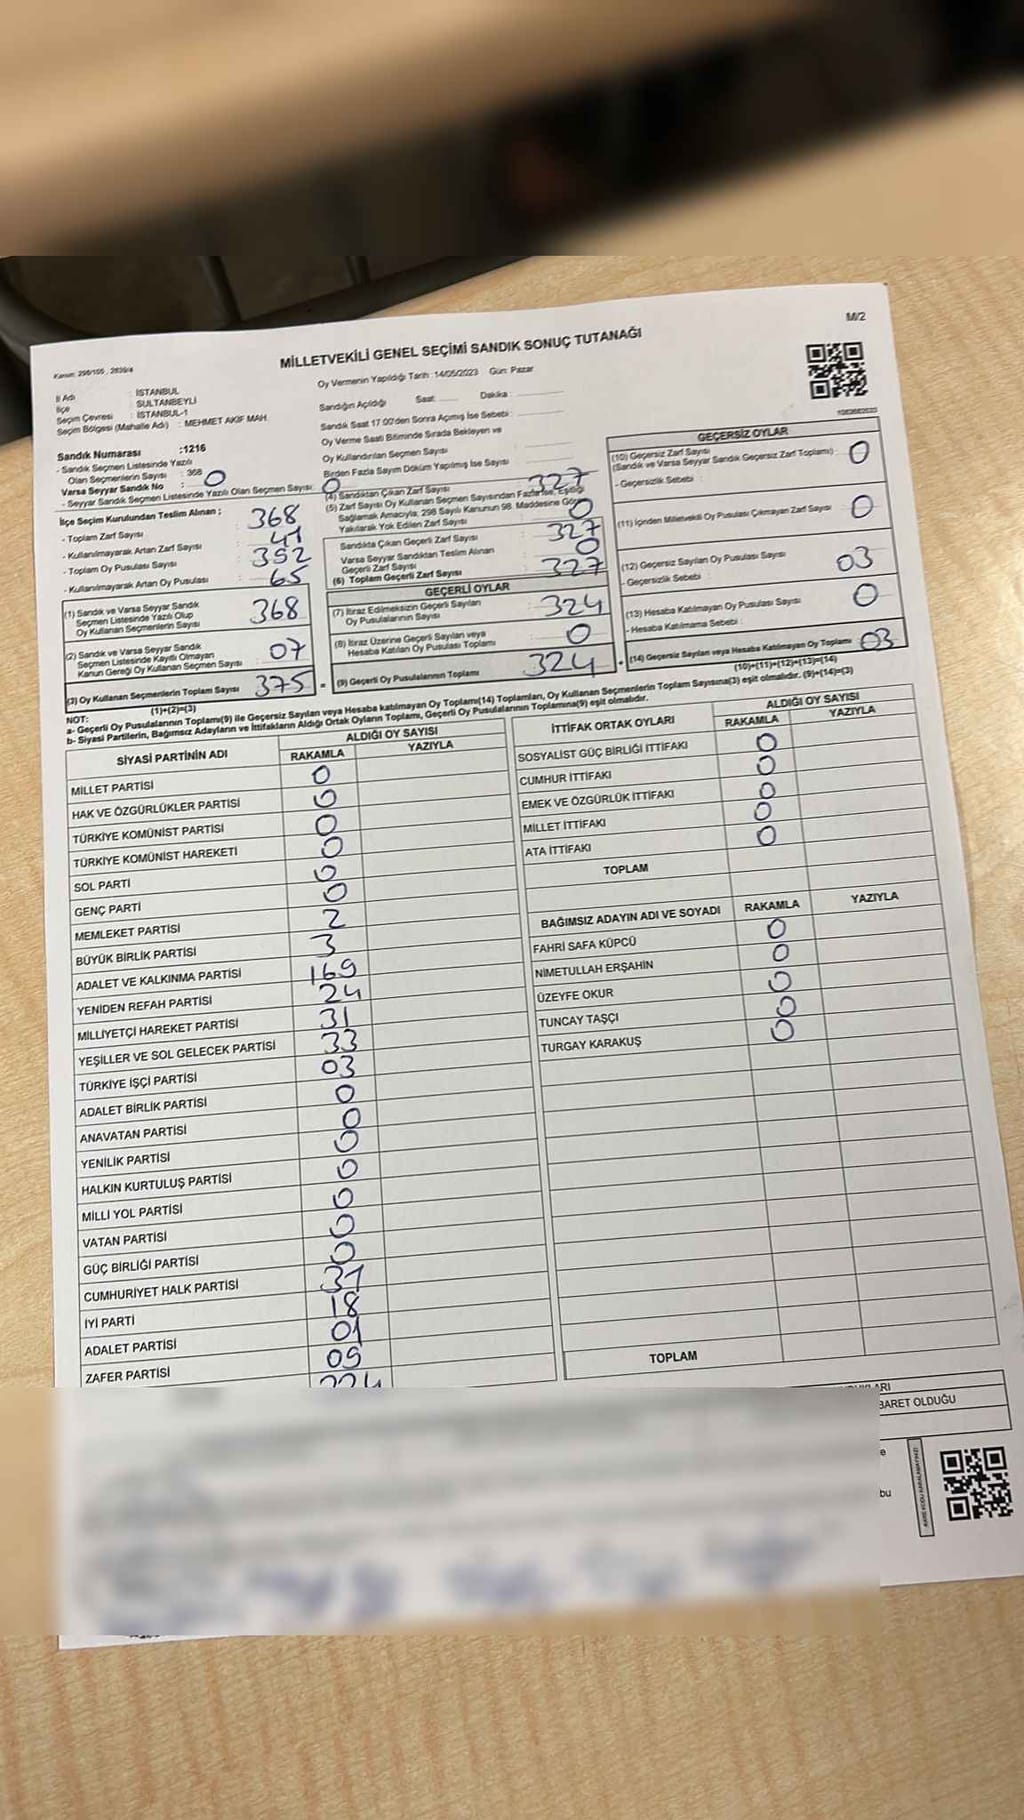 M/2
Kanun: 298/105 , 2839/4
MİLLETVEKİLİ GENEL SEÇİMİ SANDIK SONUÇ TUTANAĞI
İl Adı : İSTANBUL
İlçe : SULTANBEYLİ
Seçim Çevresi : İSTANBUL-1
Seçim Bölgesi (Mahalle Adı) : MEHMET AKİF MAH.
Sandık Numarası :1216
- Sandık Seçmen Listesinde Yazılı
Olan Seçmenlerin Sayısı : 368
Varsa Seyyar Sandık No : 0
- Seyyar Sandık Seçmen Listesinde Yazılı Olan Seçmen Sayısı: 0
İlçe Seçim Kurulundan Teslim Alınan ;
- Toplam Zarf Sayısı : 368
- Kullanılmayarak Artan Zarf Sayısı : 41
- Toplam Oy Pusulası Sayısı : 392
- Kullanılmayarak Artan Oy Pusulası : 65
(1) Sandık ve Varsa Seyyar Sandık
Seçmen Listesinde Yazılı Olup
Oy Kullanan Seçmenlerin Sayısı : 368
(2) Sandık ve Varsa Seyyar Sandık
Seçmen Listesinde Kayıtlı Olmayan
Kanun Gereği Oy Kullanan Seçmen Sayısı : 07
(3) Oy Kullanan Seçmenlerin Toplam Sayısı 375 =
(1)+(2)=(3)
Oy Vermenin Yapıldığı Tarih :14/05/2023 Gün: Pazar
Sandığın Açıldığı Saat: Dakika :
Sandık Saat 17:00'den Sonra Açımış İse Sebebi :
Oy Verme Saati Bitiminde Sırada Bekleyen ve
Oy Kullandırılan Seçmen Sayısı :
Birden Fazla Sayım Döküm Yapılmış İse Sayısı :
(4) Sandıktan Çıkan Zarf Sayısı : 327
(5) Zarf Sayısı Oy Kullanan Seçmen Sayısından Fazla İse, Eşitliği
Sağlamak Amacıyla, 298 Sayılı Kanunun 98. Maddesine Göre
Yakılarak Yok Edilen Zarf Sayısı : 0
Sandıkta Çıkan Geçerli Zarf Sayısı : 327
Varsa Seyyar Sandıktan Teslim Alınan
Geçerli Zarf Sayısı : 0
(6) Toplam Geçerli Zarf Sayısı : 327
GEÇERLİ OYLAR
(7) İtiraz Edilmeksizin Geçerli Sayılan
Oy Pusulalarının Sayısı : 324
(8) İtiraz Üzerine Geçerli Sayılan veya
Hesaba Katılan Oy Pusulası Toplamı : 0
(9) Geçerli Oy Pusulalarının Toplamı : 324 +
GEÇERSİZ OYLAR
(10) Geçersiz Zarf Sayısı
(Sandık ve Varsa Seyyar Sandık Geçersiz Zarf Toplamı) : 0
- Geçersizlik Sebebi :
(11) İçinden Milletvekili Oy Pusulası Çıkmayan Zarf Sayısı : 0
(12) Geçersiz Sayılan Oy Pusulası Sayısı : 03
- Geçersizlik Sebebi :
(13) Hesaba Katılmayan Oy Pusulası Sayısı : 0
- Hesaba Katılmama Sebebi :
(14) Geçersiz Sayılan veya Hesaba Katılmayan Oy Toplamı : 03
(10)+(11)+(12)+(13)=(14)
NOT:
a- Geçerli Oy Pusulalarının Toplamı(9) ile Geçersiz Sayılan veya Hesaba katılmayan Oy Toplamı(14) Toplamları, Oy Kullanan Seçmenlerin Toplam Sayısına(3) eşit olmalıdır. (9)+(14)=(3)
b- Siyasi Partilerin, Bağımsız Adayların ve İttifakların Aldığı Ortak Oyların Toplamı, Geçerli Oy Pusulalarının Toplamına(9) eşit olmalıdır.
SİYASİ PARTİNİN ADI ALDIĞI OY SAYISI
RAKAMLA YAZIYLA
MİLLET PARTİSİ 0
HAK VE ÖZGÜRLÜKLER PARTİSİ 0
TÜRKİYE KOMÜNİST PARTİSİ 0
TÜRKİYE KOMÜNİST HAREKETİ 0
SOL PARTİ 0
GENÇ PARTİ 0
MEMLEKET PARTİSİ 2
BÜYÜK BİRLİK PARTİSİ 3
ADALET VE KALKINMA PARTİSİ 169
YENİDEN REFAH PARTİSİ 24
MİLLİYETÇİ HAREKET PARTİSİ 31
YEŞİLLER VE SOL GELECEK PARTİSİ 33
TÜRKİYE İŞÇİ PARTİSİ 03
ADALET BİRLİK PARTİSİ 0
ANAVATAN PARTİSİ 0
YENİLİK PARTİSİ 0
HALKIN KURTULUŞ PARTİSİ 0
MİLLİ YOL PARTİSİ 0
VATAN PARTİSİ 0
GÜÇ BİRLİĞİ PARTİSİ 0
CUMHURİYET HALK PARTİSİ 31
İYİ PARTİ 18
ADALET PARTİSİ 01
ZAFER PARTİSİ 09
İTTİFAK ORTAK OYLARI ALDIĞI OY SAYISI
RAKAMLA YAZIYLA
SOSYALİST GÜÇ BİRLİĞİ İTTİFAKI 0
CUMHUR İTTİFAKI 0
EMEK VE ÖZGÜRLÜK İTTİFAKI 0
MİLLET İTTİFAKI 0
ATA İTTİFAKI 0
TOPLAM
BAĞIMSIZ ADAYIN ADI VE SOYADI RAKAMLA YAZIYLA
FAHRİ SAFA KÜPCÜ 0
NİMETULLAH ERŞAHİN 0
ÜZEYFE OKUR 0
TUNCAY TAŞÇI 0
TURGAY KARAKUŞ 0
TOPLAM
BARET OLDUĞU
bu